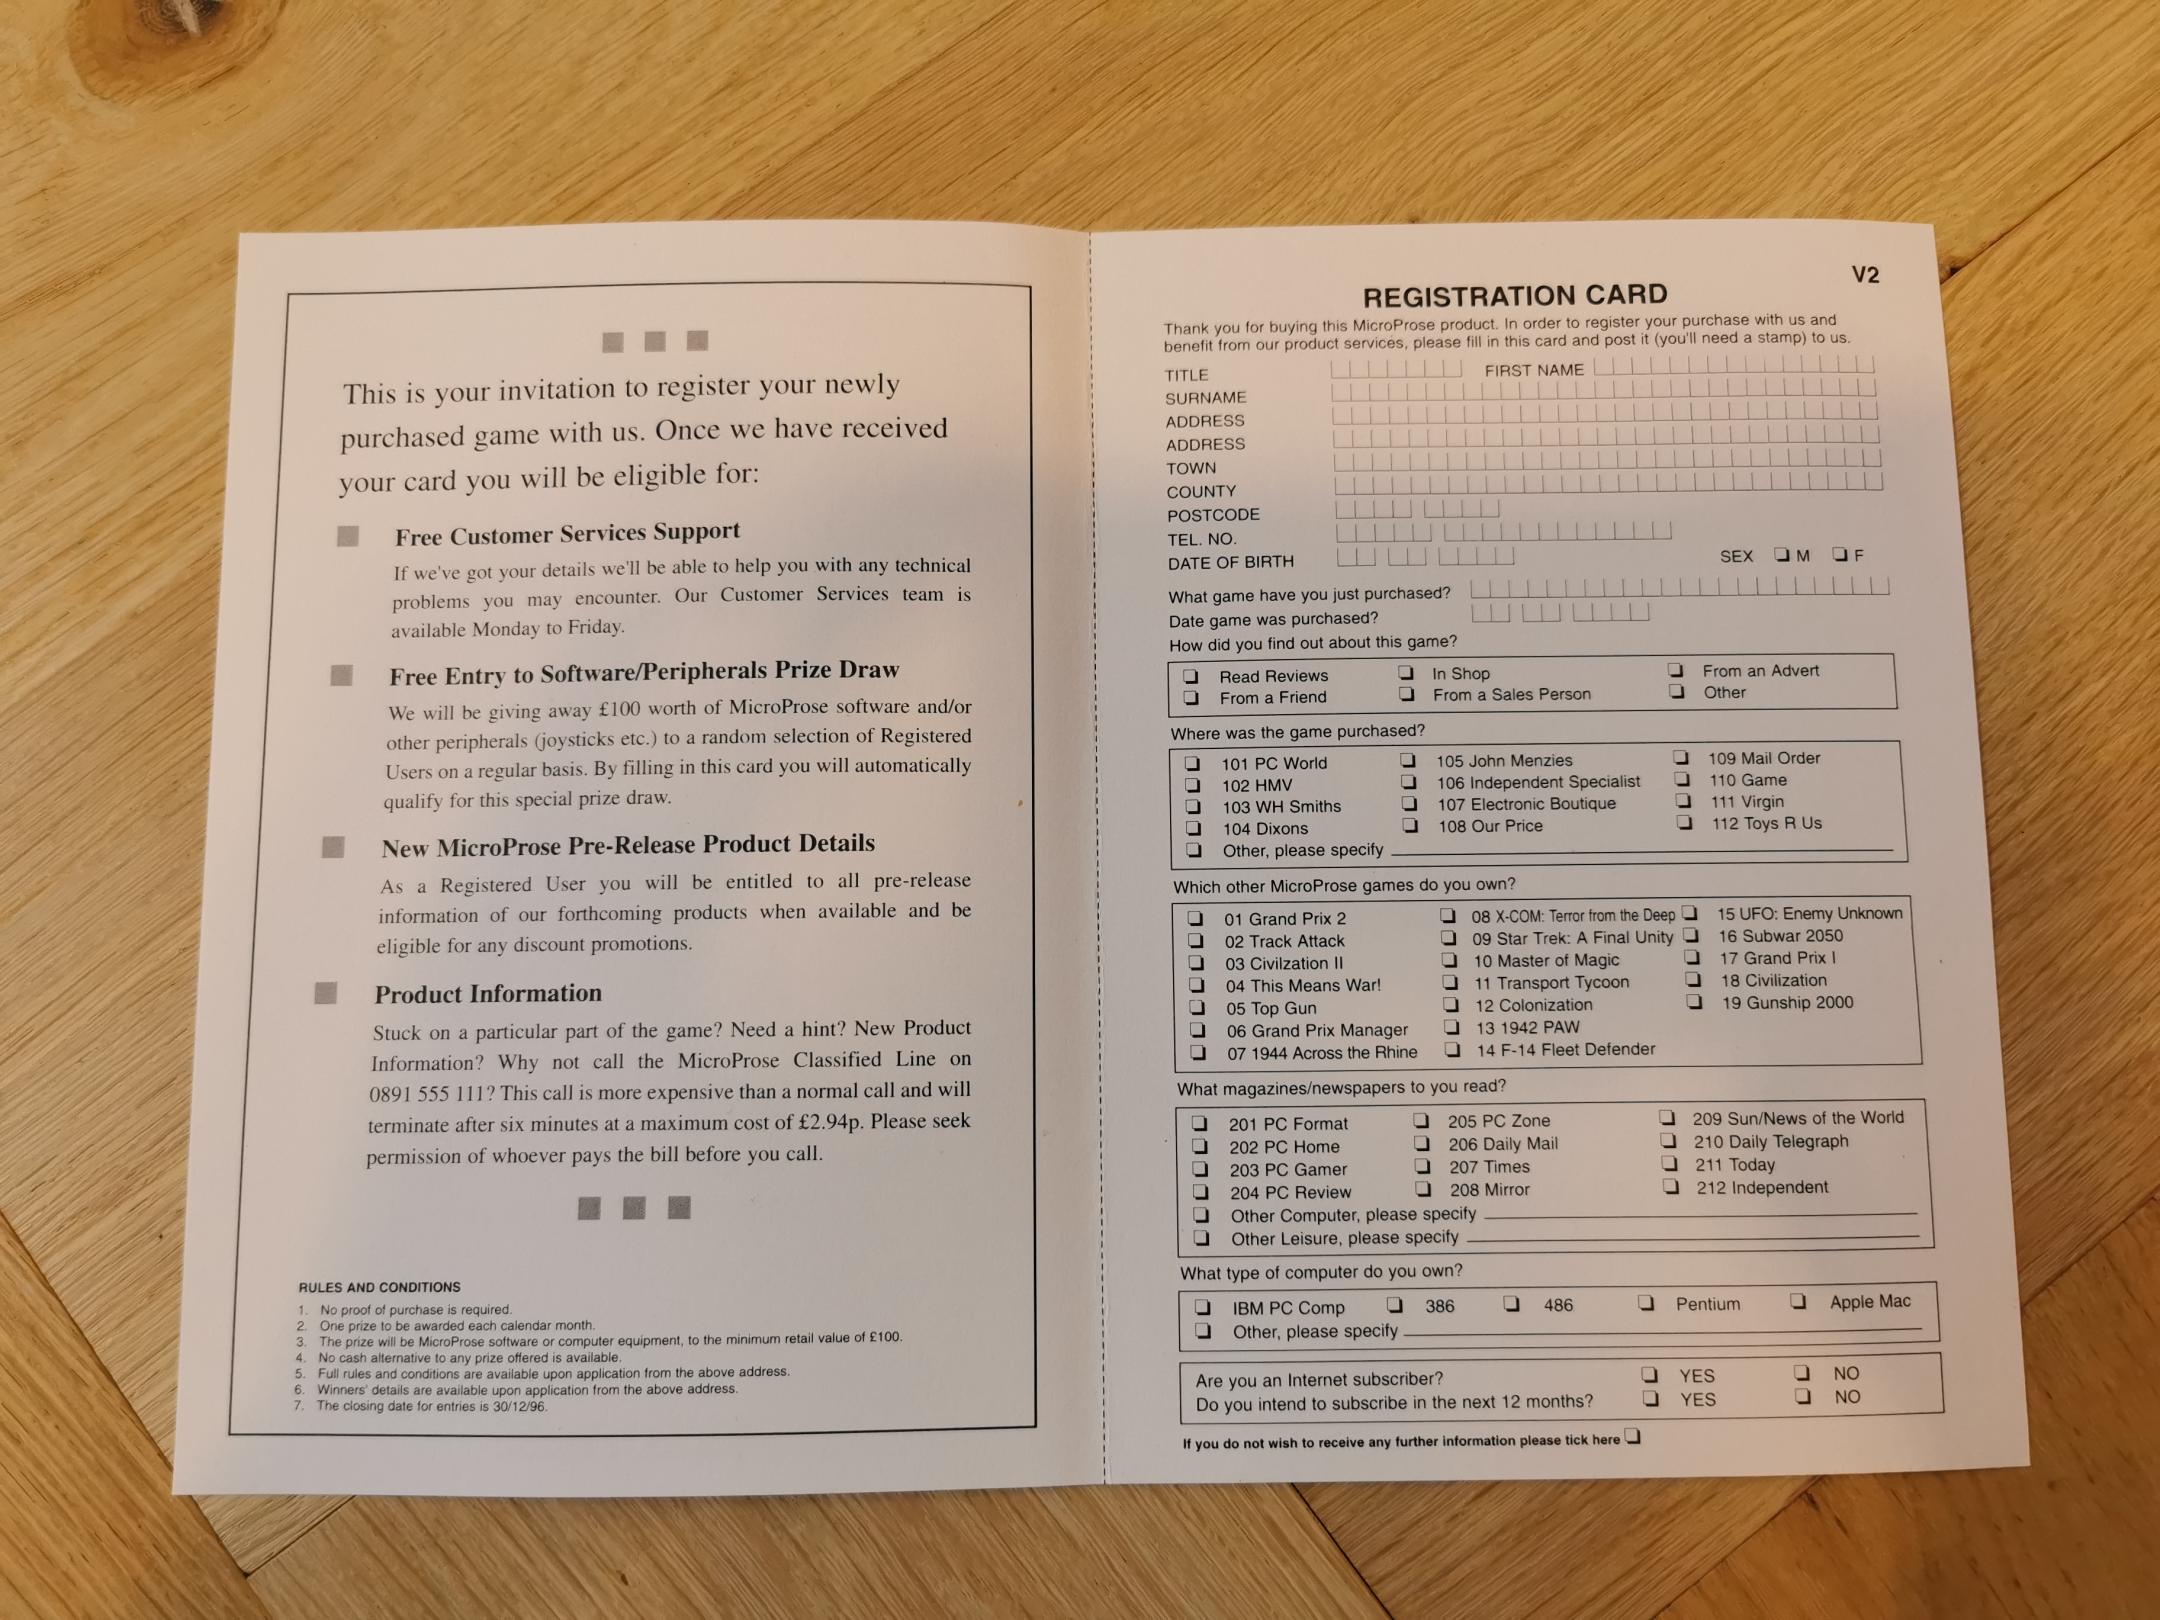 This is your invitation to register your newly
purchased game with us. Once we have received
your card you will be eligible for:
Free Customer Services Support
If we've got your details we'll be able to help you with any technical
problems you may encounter. Our Customer Services team is
available Monday to Friday.
Free Entry to Software/Peripherals Prize Draw
We will be giving away £100 worth of MicroProse software and/or
other peripherals (joysticks etc.) to a random selection of Registered
Users on a regular basis. By filling in this card you will automatically
qualify for this special prize draw.
New MicroProse Pre-Release Product Details
As a Registered User you will be entitled to all pre-release
information of our forthcoming products when available and be
eligible for any discount promotions.
Product Information
Stuck on a particular part of the game? Need a hint? New Product
Information? Why not call the MicroProse Classified Line on
0891 555 111? This call is more expensive than a normal call and will
terminate after six minutes at a maximum cost of £2.94p. Please seek
permission of whoever pays the bill before you call.
RULES AND CONDITIONS
1. No proof of purchase is required.
2. One prize to be awarded each calendar month.
3. The prize will be MicroProse software or computer equipment, to the minimum retail value of £100.
4. No cash alternative to any prize offered is available.
5. Full rules and conditions are available upon application from the above address.
6. Winners' details are available upon application from the above address.
7. The closing date for entries is 30/12/96.
V2
REGISTRATION CARD
Thank you for buying this MicroProse product. In order to register your purchase with us and
benefit from our product services, please fill in this card and post it (you'll need a stamp) to us.
TITLE FIRST NAME
SURNAME
ADDRESS
ADDRESS
TOWN
COUNTY
POSTCODE
TEL. NO.
DATE OF BIRTH SEX M F
What game have you just purchased?
Date game was purchased?
How did you find out about this game?
Read Reviews In Shop From an Advert
From a Friend From a Sales Person Other
Where was the game purchased?
101 PC World 105 John Menzies 109 Mail Order
102 HMV 106 Independent Specialist 110 Game
103 WH Smiths 107 Electronic Boutique 111 Virgin
104 Dixons 108 Our Price 112 Toys R Us
Other, please specify
Which other MicroProse games do you own?
01 Grand Prix 2 08 X-COM: Terror from the Deep 15 UFO: Enemy Unknown
02 Track Attack 09 Star Trek: A Final Unity 16 Subwar 2050
03 Civilzation II 10 Master of Magic 17 Grand Prix I
04 This Means War! 11 Transport Tycoon 18 Civilization
05 Top Gun 12 Colonization 19 Gunship 2000
06 Grand Prix Manager 13 1942 PAW
07 1944 Across the Rhine 14 F-14 Fleet Defender
What magazines/newspapers to you read?
201 PC Format 205 PC Zone 209 Sun/News of the World
202 PC Home 206 Daily Mail 210 Daily Telegraph
203 PC Gamer 207 Times 211 Today
204 PC Review 208 Mirror 212 Independent
Other Computer, please specify
Other Leisure, please specify
What type of computer do you own?
IBM PC Comp 386 486 Pentium Apple Mac
Other, please specify
Are you an Internet subscriber? YES NO
Do you intend to subscribe in the next 12 months? YES NO
If you do not wish to receive any further information please tick here